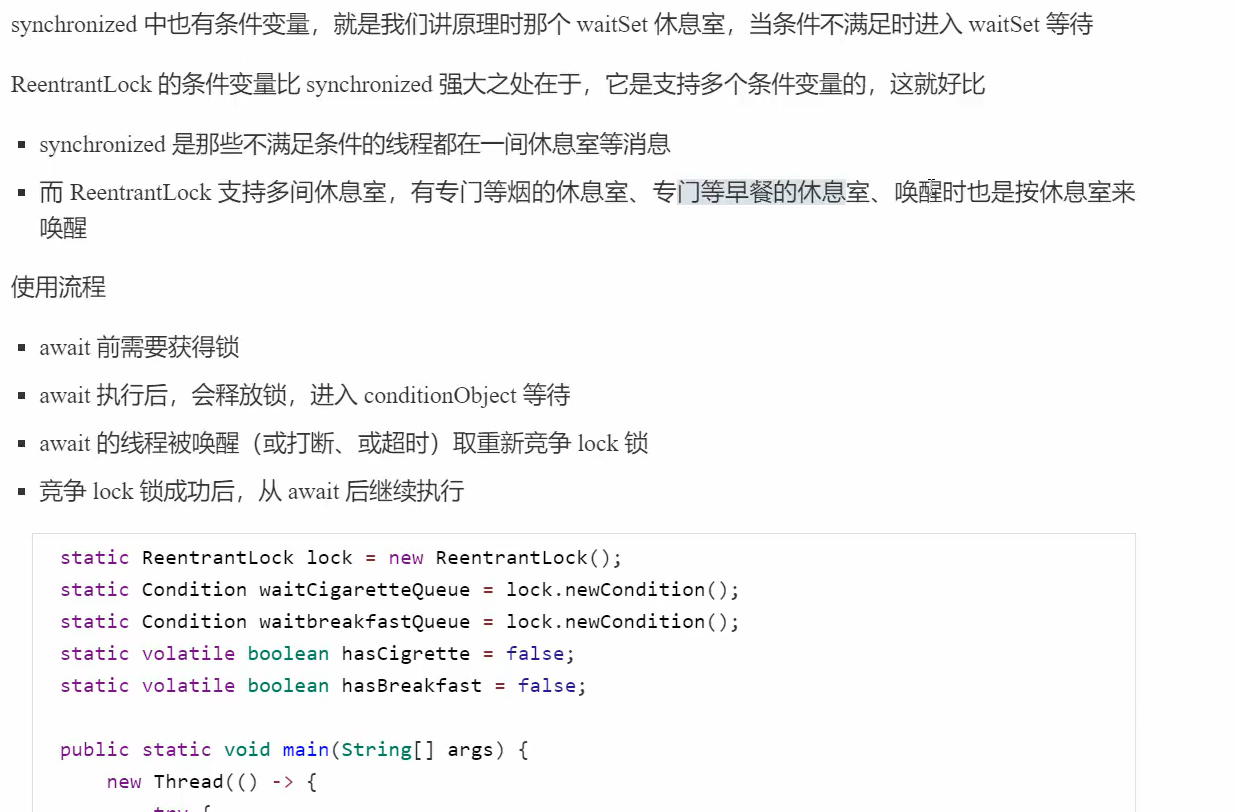 synchronized 中也有条件变量，就是我们讲原理时那个 waitSet 休息室，当条件不满足时进入 waitSet 等待
ReentrantLock 的条件变量比 synchronized 强大之处在于，它是支持多个条件变量的，这就好比
▪ synchronized 是那些不满足条件的线程都在一间休息室等消息
▪ 而 ReentrantLock 支持多间休息室，有专门等烟的休息室、专门等早餐的休息室、唤醒时也是按休息室来
唤醒
使用流程
▪ await 前需要获得锁
▪ await 执行后，会释放锁，进入 conditionObject 等待
▪ await 的线程被唤醒（或打断、或超时）取重新竞争 lock 锁
▪ 竞争 lock 锁成功后，从 await 后继续执行
static ReentrantLock lock = new ReentrantLock();
static Condition waitCigaretteQueue = lock.newCondition();
static Condition waitbreakfastQueue = lock.newCondition();
static volatile boolean hasCigrette = false;
static volatile boolean hasBreakfast = false;
public static void main(String[] args) {
new Thread(() -> {
try {